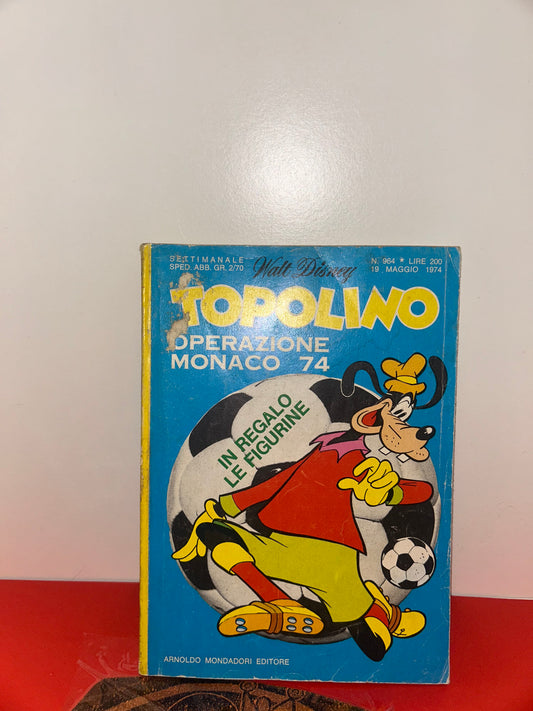 SETTIMANALE
SPED. ABB. GR. 2/70
Walt Disney
N. 964 * LIRE 200
19 MAGGIO 1974
TOPOLINO
OPERAZIONE
MONACO 74
IN REGALO
LE FIGURINE
ARNOLDO MONDADORI EDITORE